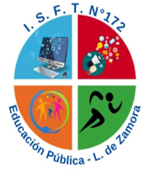 I. S. F. T. N°172
Educación Pública - L. de Zamora